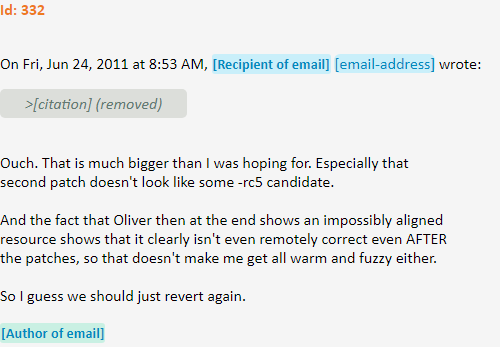 Id: 332
On Fri, Jun 24, 2011 at 8:53 AM, [Recipient of email] [email-address] wrote:
>[citation] (removed)
Ouch. That is much bigger than I was hoping for. Especially that
second patch doesn't look like some -rc5 candidate.
And the fact that Oliver then at the end shows an impossibly aligned
resource shows that it clearly isn't even remotely correct even AFTER
the patches, so that doesn't make me get all warm and fuzzy either.
So I guess we should just revert again.
[Author of email]